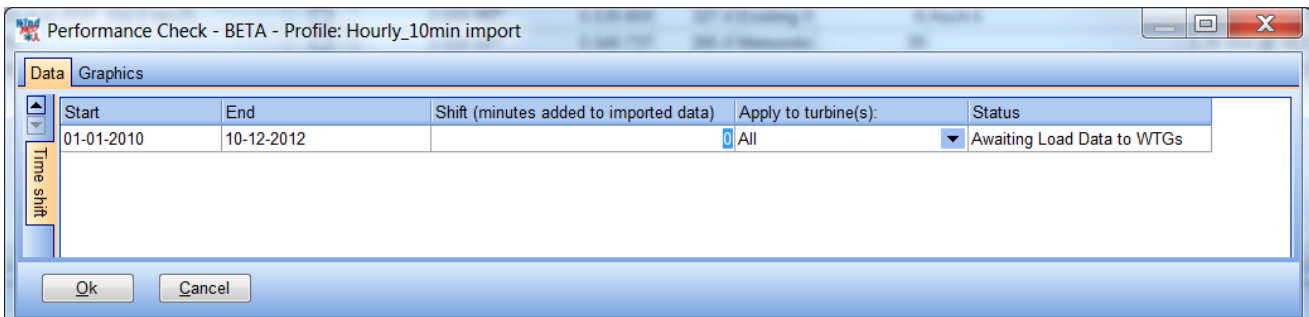 Performance Check - BETA - Profile: Hourly_10min import
Data Graphics
Start End Shift (minutes added to imported data) Apply to turbine(s): Status
01-01-2010 10-12-2012 0 All Awaiting Load Data to WTGs
Time shift
Ok Cancel